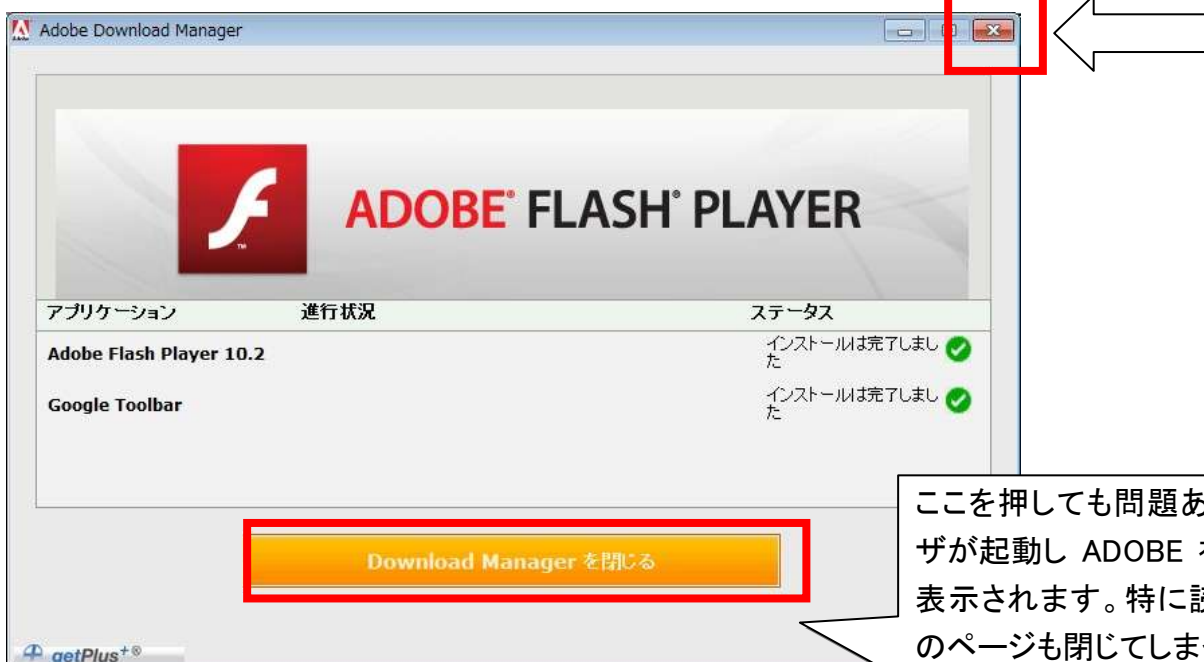 Adobe Download Manager
ADOBE® FLASH® PLAYER
アプリケーション 進行状況 ステータス
Adobe Flash Player 10.2
インストールは完了しまし
た
Google Toolbar
インストールは完了しまし
た
Download Manager を閉じる
ここを押しても問題あ
ザが起動し ADOBE
表示されます。特に
のページも閉じてしま
getPlus+®